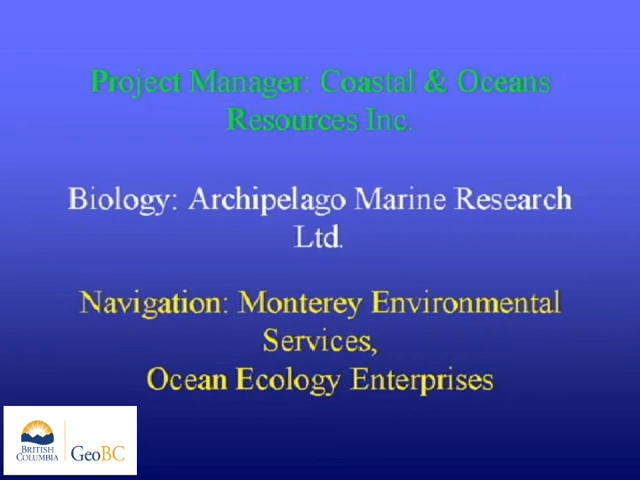 Project Manager: Coastal & Oceans
Resources Inc.
Biology: Archipelago Marine Research
Ltd.
Navigation: Monterey Environmental
Services,
Ocean Ecology Enterprises
BRITISH
COLUMBIA
GeoBC